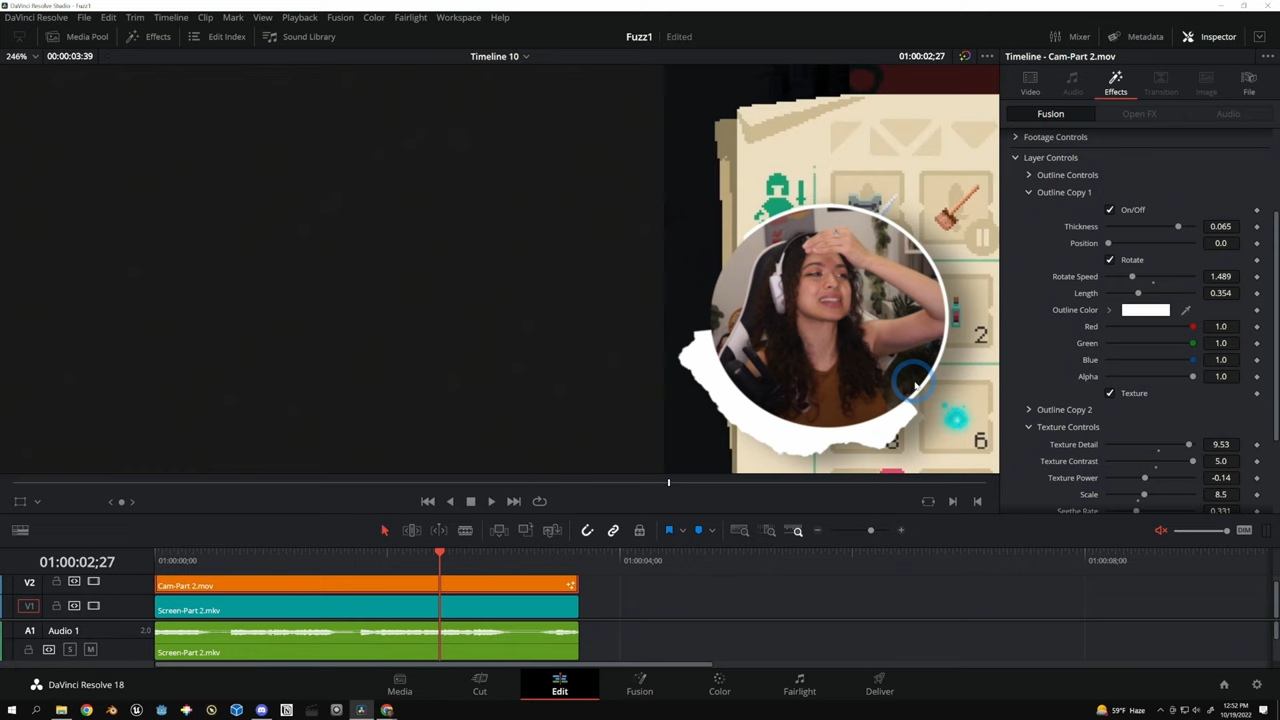 DaVinci Resolve Studio - Fuzz1
DaVinci Resolve File Edit Trim Timeline Clip Mark View Playback Fusion Color Fairlight Workspace Help
Media Pool Effects Edit Index Sound Library Fuzz1 Edited Mixer Metadata Inspector
246% 00:00:03:39 Timeline 10 01:00:02;27 Timeline - Cam-Part 2.mov
Video Audio Effects Transition Image File
Fusion Open FX Audio
Footage Controls
Layer Controls
Outline Controls
Outline Copy 1
On/Off
Thickness 0.065
Position 0.0
Rotate
Rotate Speed 1.489
Length 0.354
Outline Color
Red 1.0
Green 1.0
Blue 1.0
Alpha 1.0
Texture
Outline Copy 2
Texture Controls
Texture Detail 9.53
Texture Contrast 5.0
Texture Power -0.14
Scale 8.5
Seethe Rate 0.331
2
6
DIM
01:00:02;27 01:00:00;00 01:00:04;00 01:00:08;00
V2 Cam-Part 2.mov
V1 Screen-Part 2.mkv
A1 Audio 1 2.0
S M Screen-Part 2.mkv
DaVinci Resolve 18 Media Cut Edit Fusion Color Fairlight Deliver
59°F Haze 12:52 PM
10/19/2022